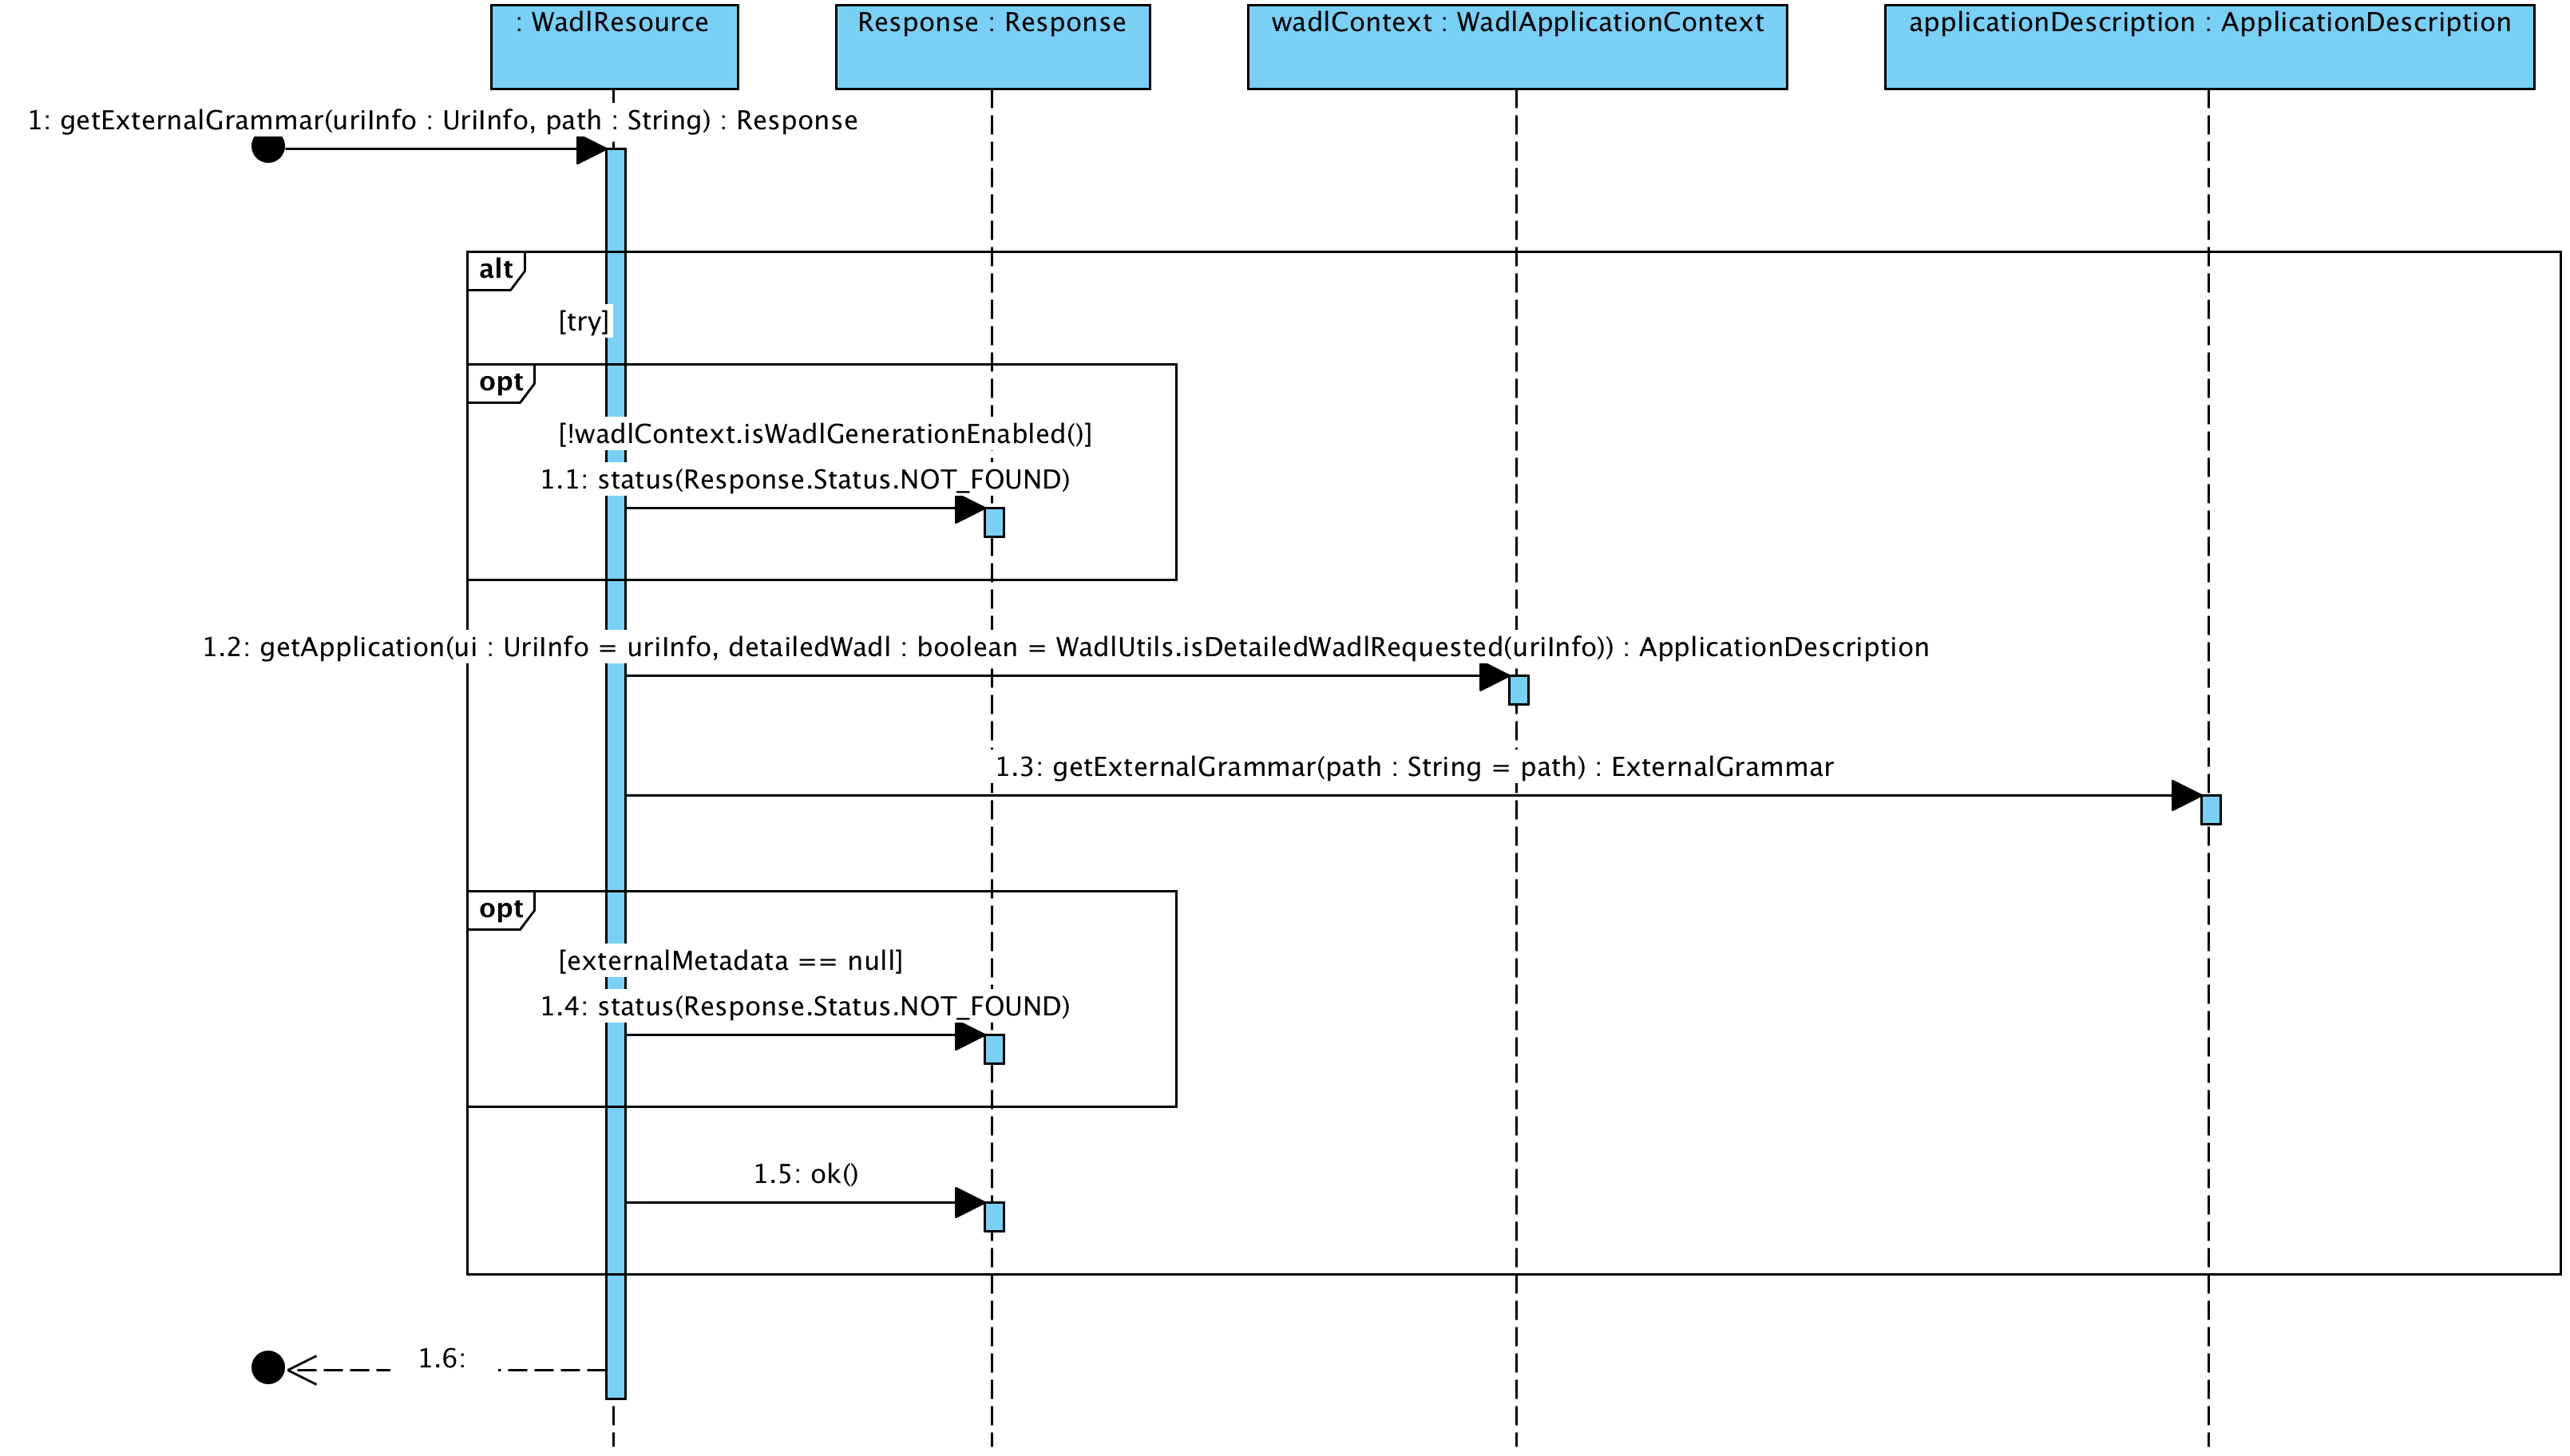 : WadlResource
Response : Response
wadlContext : WadlApplicationContext
applicationDescription : ApplicationDescription
1: getExternalGrammar(uriInfo : UriInfo, path : String) : Response
alt
[try]
opt
[!wadlContext.isWadlGenerationEnabled()]
1.1: status(Response.Status.NOT_FOUND)
1.2: getApplication(ui : UriInfo = uriInfo, detailedWadl : boolean = WadlUtils.isDetailedWadlRequested(uriInfo)) : ApplicationDescription
1.3: getExternalGrammar(path : String = path) : ExternalGrammar
opt
[externalMetadata == null]
1.4: status(Response.Status.NOT_FOUND)
1.5: ok()
1.6: